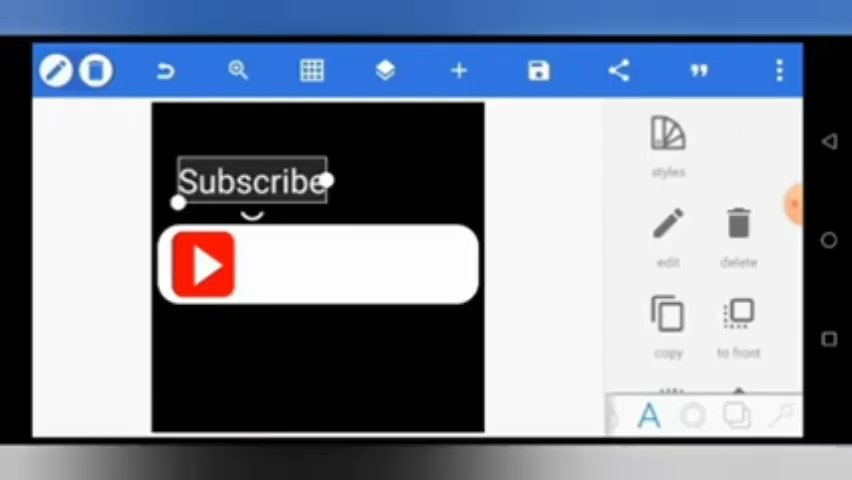 styles
Subscribe
edit delete
copy to front
A